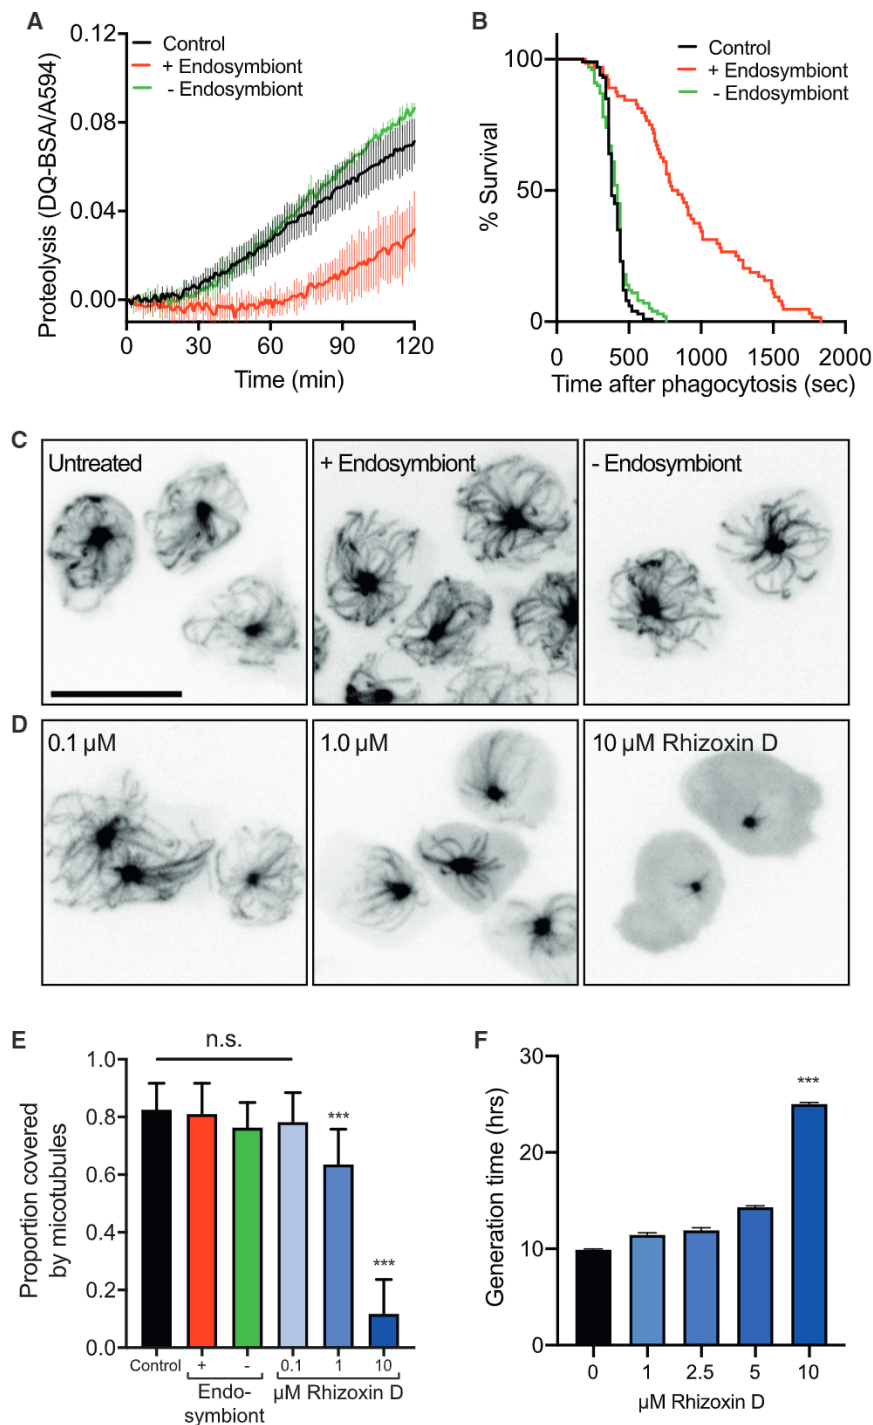 A
Proteolysis (DQ-BSA/A594)
0.12
0.08
0.04
0.00
Control
+ Endosymbiont
- Endosymbiont
0 30 60 90 120
Time (min)
B
% Survival
100
50
0
Control
+ Endosymbiont
- Endosymbiont
0 500 1000 1500 2000
Time after phagocytosis (sec)
C
Untreated
+ Endosymbiont
- Endosymbiont
D
0.1 µM
1.0 µM
10 µM Rhizoxin D
E
Proportion covered
by micotubules
1.0
0.8
0.6
0.4
0.2
0.0
n.s.
***
***
Control + - 0.1 1 10
Endo-
symbiont
µM Rhizoxin D
F
Generation time (hrs)
30
20
10
0
***
0 1 2.5 5 10
µM Rhizoxin D